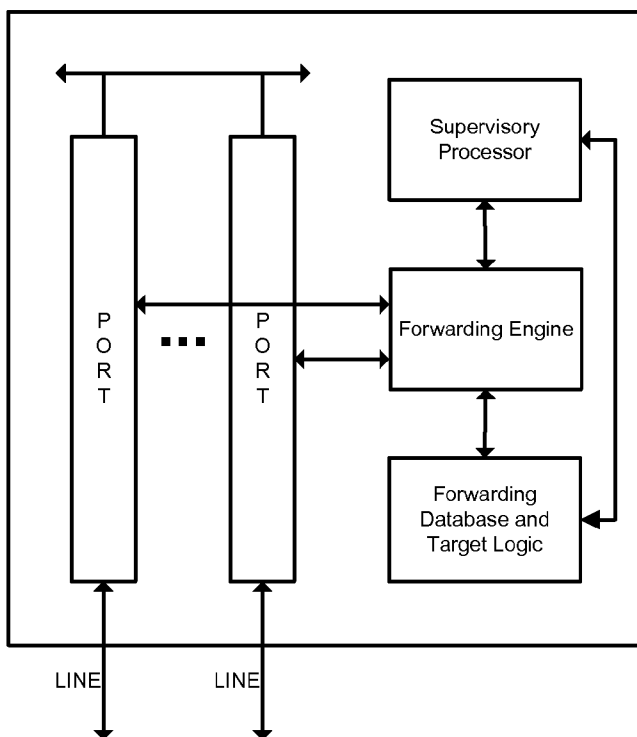 Supervisory
Processor
P
O
R
T
P
O
R
T
Forwarding Engine
Forwarding
Database and
Target Logic
LINE
LINE